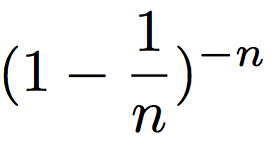 (1 − 1/n)^{−n}